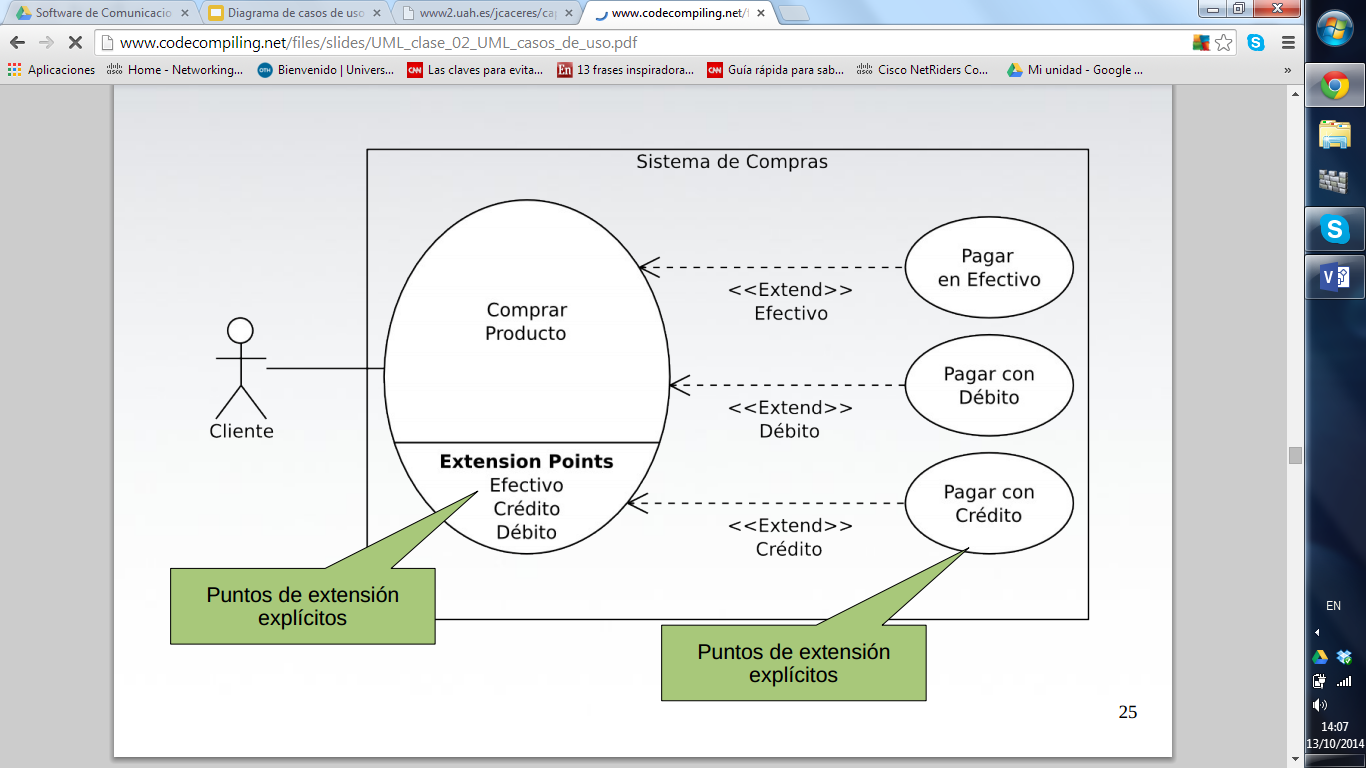 Software de Comunicacio
Diagrama de casos de uso
www2.uah.es/jcaceres/ca
www.codecompiling.net/
www.codecompiling.net/files/slides/UML_clase_02_UML_casos_de_uso.pdf
Aplicaciones
Home - Networking...
Bienvenido | Univers...
CNN
Las claves para evita...
En
13 frases inspiradora...
CNN
Guía rápida para sab...
Cisco NetRiders Co...
Mi unidad - Google ...
»
Sistema de Compras
Pagar
en Efectivo
<<Extend>>
Efectivo
Comprar
Producto
Pagar con
Débito
<<Extend>>
Débito
Cliente
Extension Points
Efectivo
Crédito
Débito
Pagar con
Crédito
<<Extend>>
Crédito
Puntos de extensión
explícitos
Puntos de extensión
explícitos
25
EN
14:07
13/10/2014